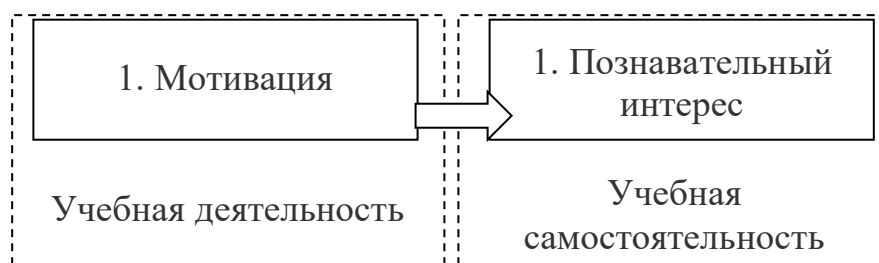 1. Мотивация
1. Познавательный
интерес
Учебная деятельность
Учебная
самостоятельность